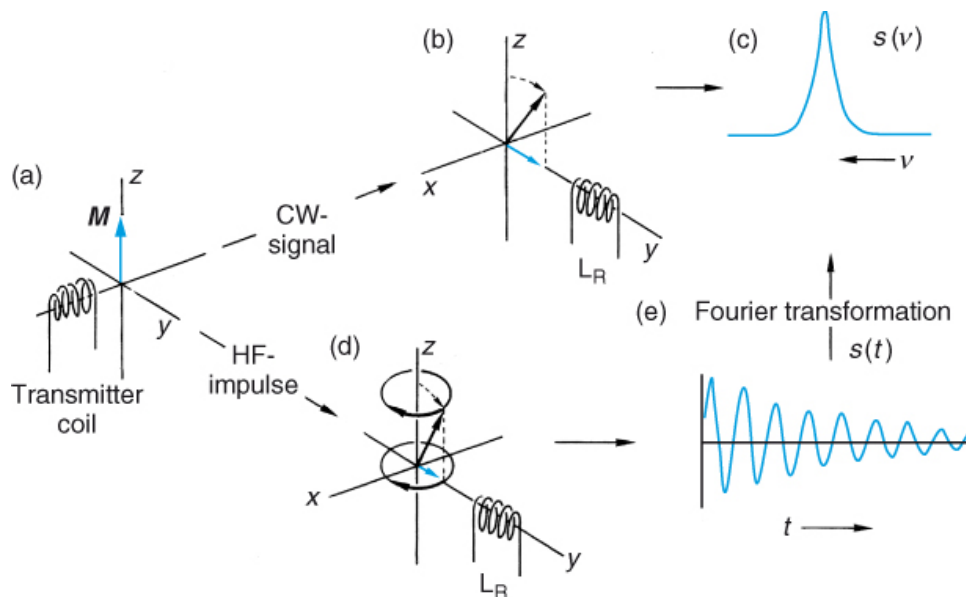 (a)
z
M
y
Transmitter
coil
CW-
signal
HF-
impulse
(b)
z
x
y
L_R
(c)
s(ν)
ν
(d)
z
x
y
L_R
(e)
Fourier transformation
s(t)
t